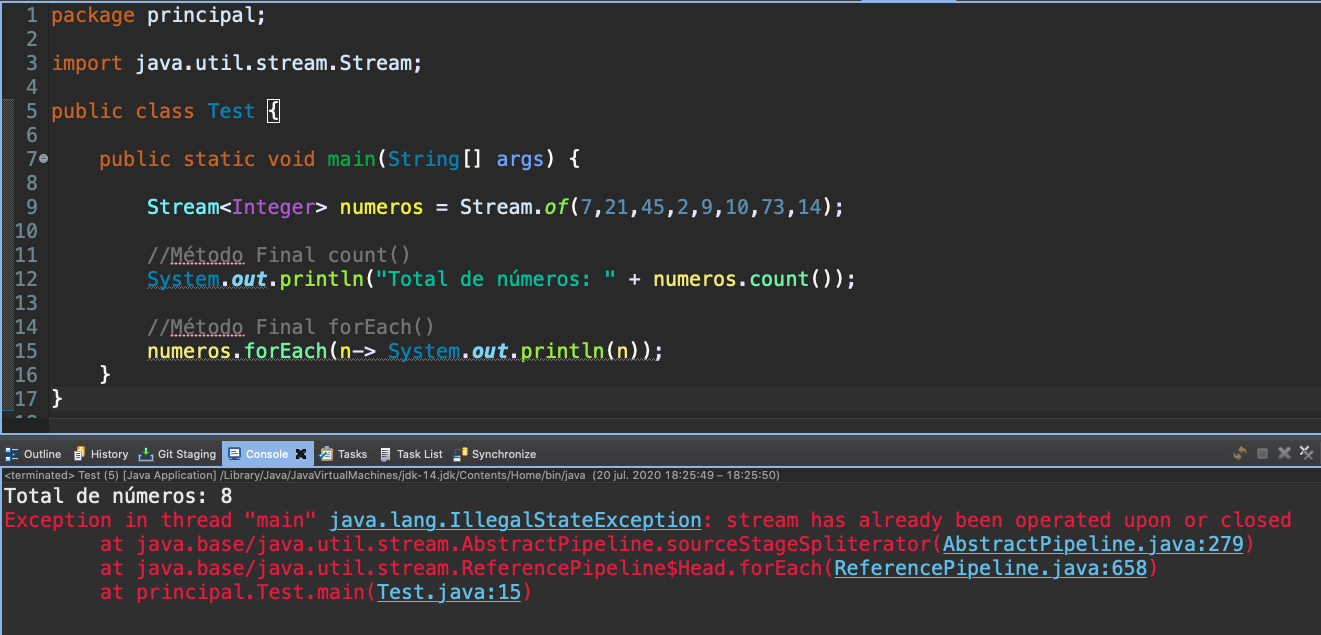 1 package principal;
2
3 import java.util.stream.Stream;
4
5 public class Test {
6
7 public static void main(String[] args) {
8
9 Stream<Integer> numeros = Stream.of(7,21,45,2,9,10,73,14);
10
11 //Método Final count()
12 System.out.println("Total de números: " + numeros.count());
13
14 //Método Final forEach()
15 numeros.forEach(n-> System.out.println(n));
16 }
17 }
Outline History Git Staging Console Tasks Task List Synchronize
<terminated> Test (5) [Java Application] /Library/Java/JavaVirtualMachines/jdk-14.jdk/Contents/Home/bin/java (20 jul. 2020 18:25:49 – 18:25:50)
Total de números: 8
Exception in thread "main" java.lang.IllegalStateException: stream has already been operated upon or closed
at java.base/java.util.stream.AbstractPipeline.sourceStageSpliterator(AbstractPipeline.java:279)
at java.base/java.util.stream.ReferencePipeline$Head.forEach(ReferencePipeline.java:658)
at principal.Test.main(Test.java:15)